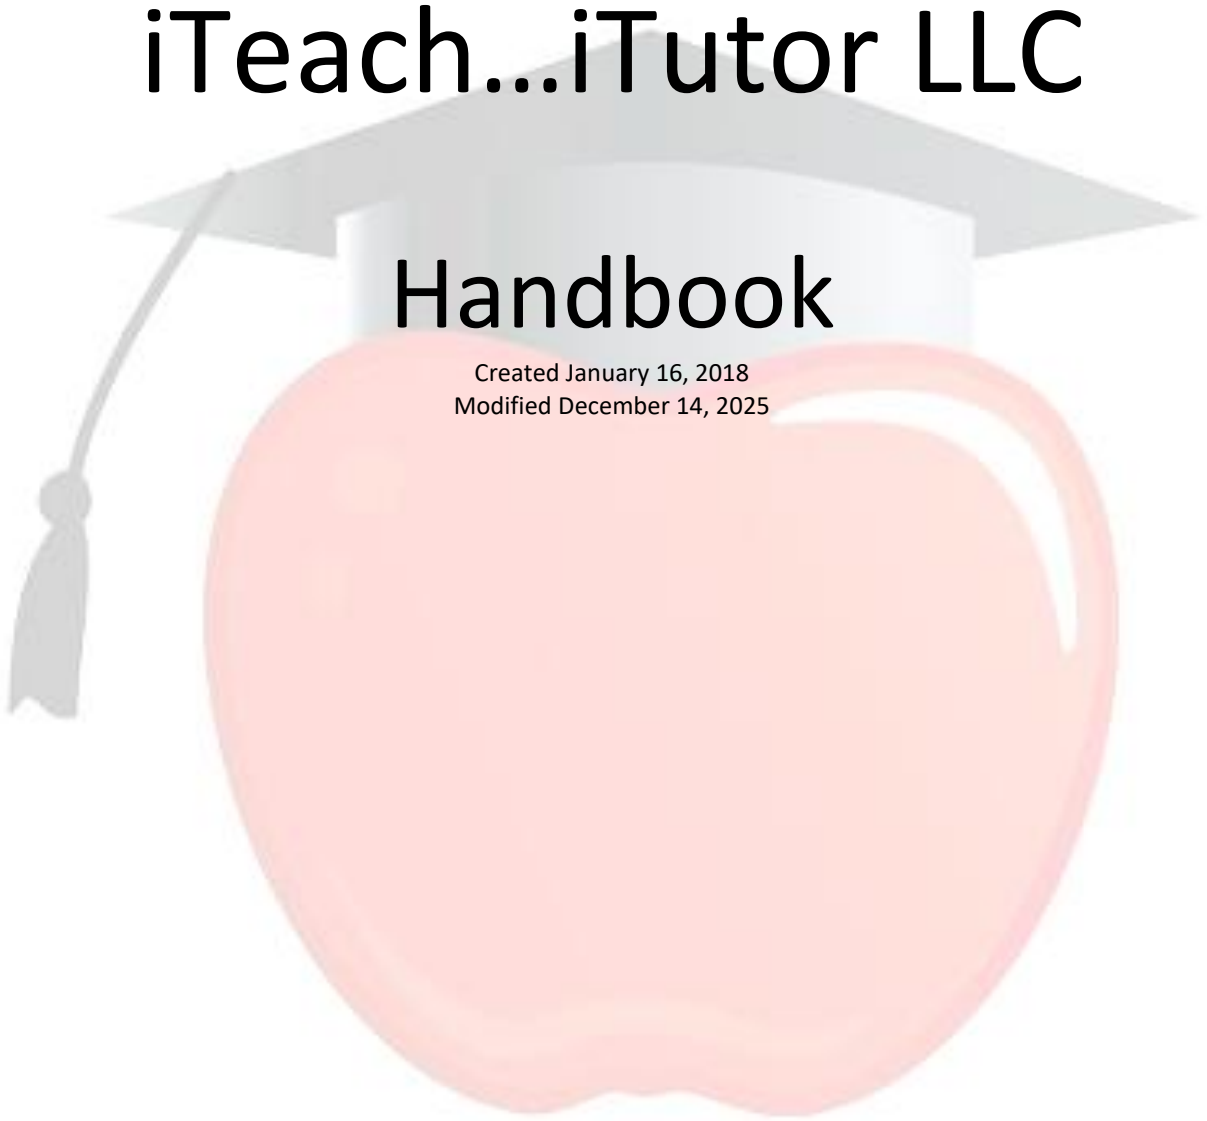 iTeach...iTutor LLC
Handbook
Created January 16, 2018
Modified December 14, 2025